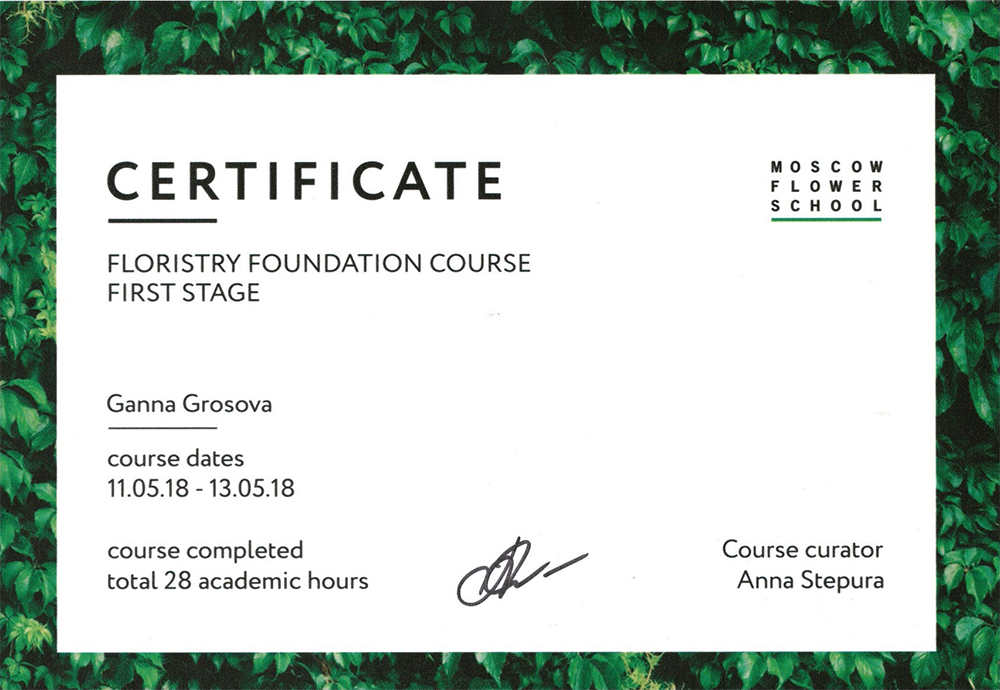 CERTIFICATE
MOSCOW
FLOWER
SCHOOL
FLORISTRY FOUNDATION COURSE
FIRST STAGE
Ganna Grosova
course dates
11.05.18 - 13.05.18
course completed
total 28 academic hours
Course curator
Anna Stepura